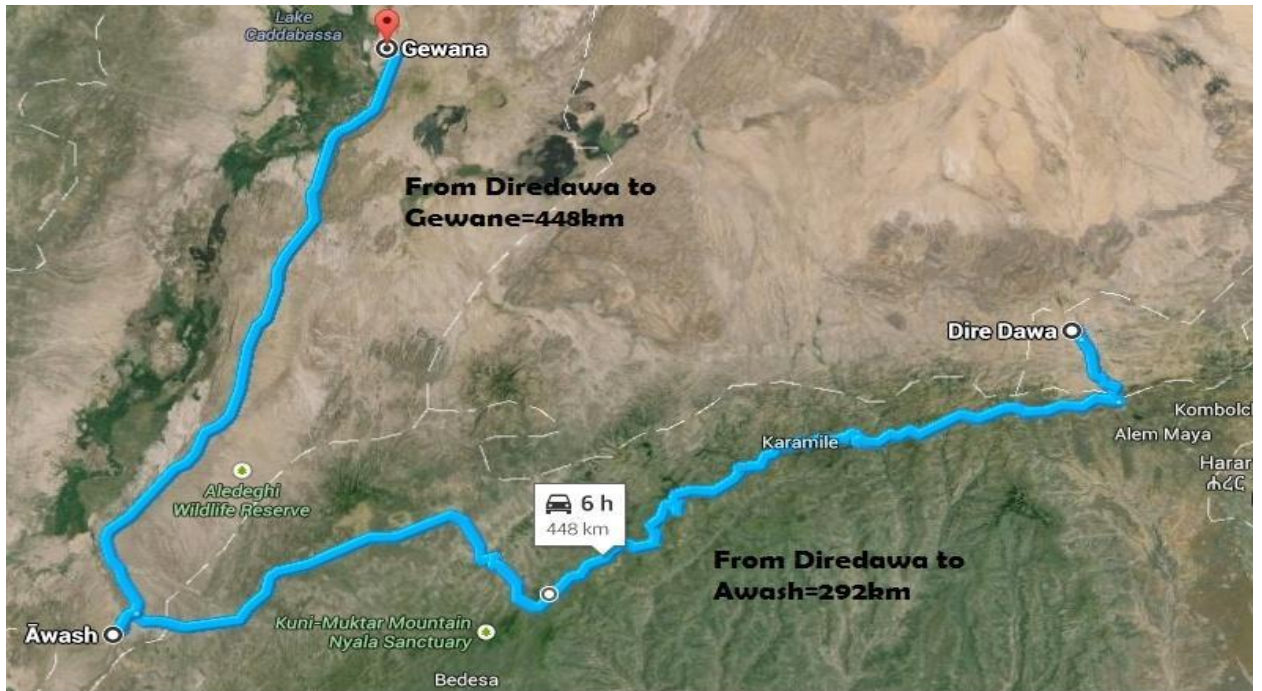 Lake
Caddabassa
Gewana
From Diredawa to
Gewane=448km
Dire Dawa
Kombolc
Karamile
Alem Maya
Harar
ሐረር
Aledeghi
Wildlife Reserve
6 h
448 km
From Diredawa to
Awash=292km
Āwash
Kuni-Muktar Mountain
Nyala Sanctuary
Bedesa